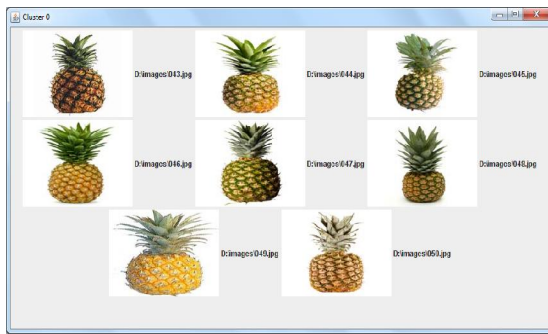 Cluster 0
D:\images\043.jpg D:\images\044.jpg D:\images\045.jpg
D:\images\046.jpg D:\images\047.jpg D:\images\048.jpg
D:\images\049.jpg D:\images\050.jpg